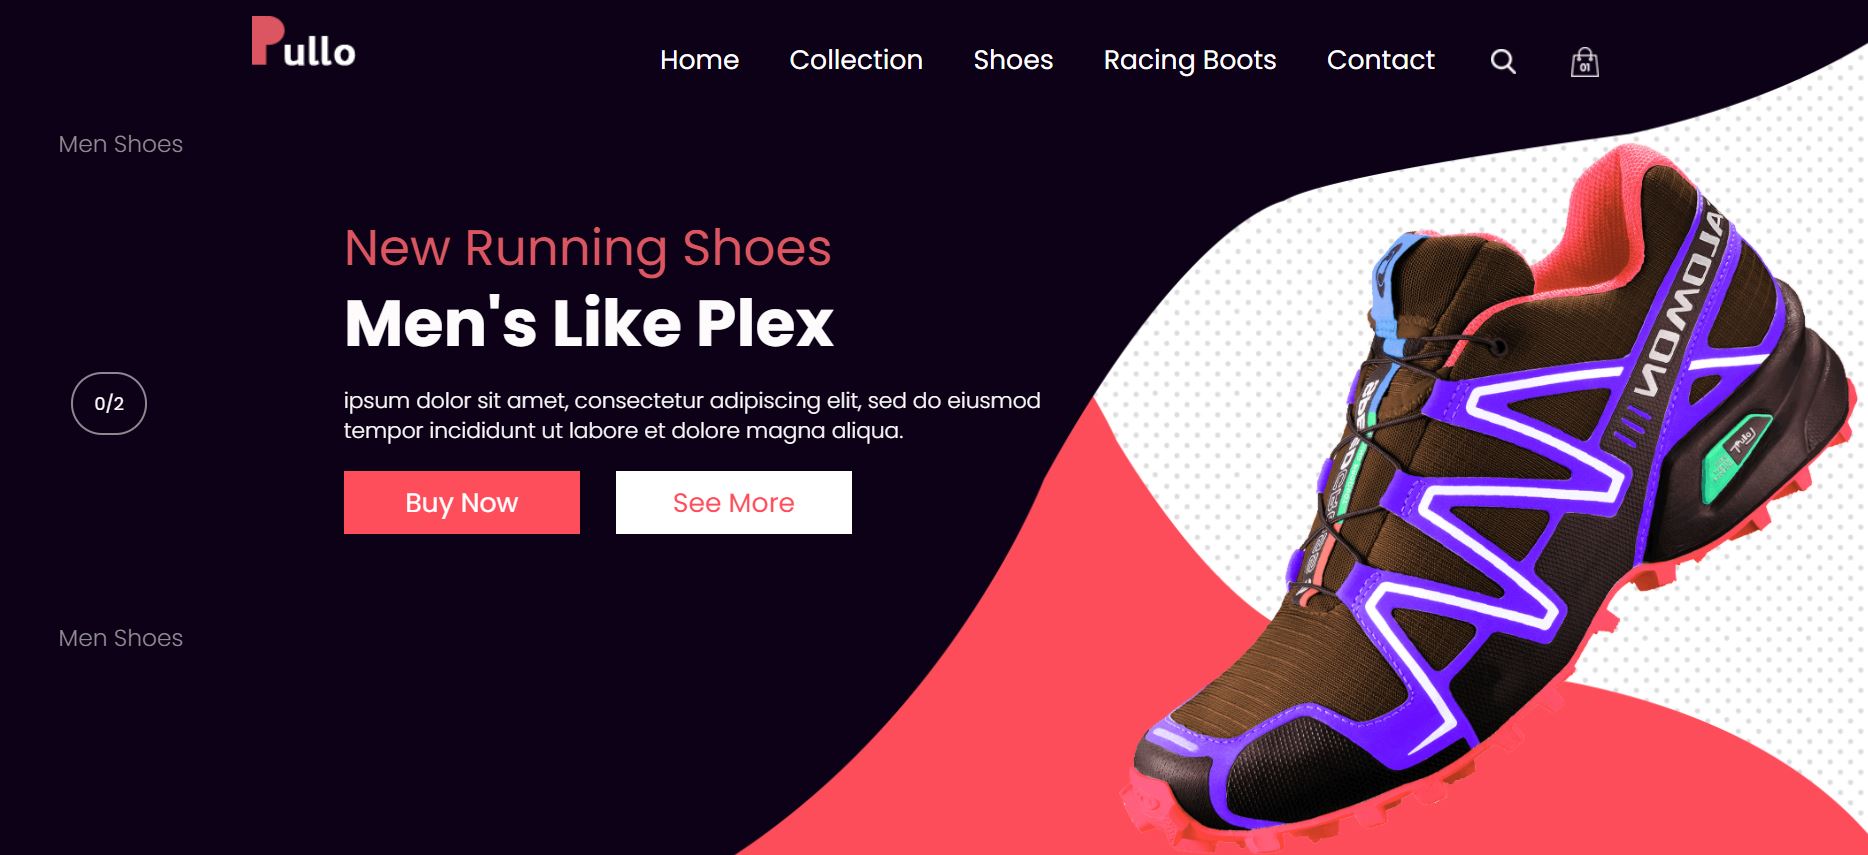 Pullo
Home Collection Shoes Racing Boots Contact
01
Men Shoes
New Running Shoes
Men's Like Plex
0/2
ipsum dolor sit amet, consectetur adipiscing elit, sed do eiusmod
tempor incididunt ut labore et dolore magna aliqua.
Buy Now
See More
Men Shoes
SALOMON
Pullo